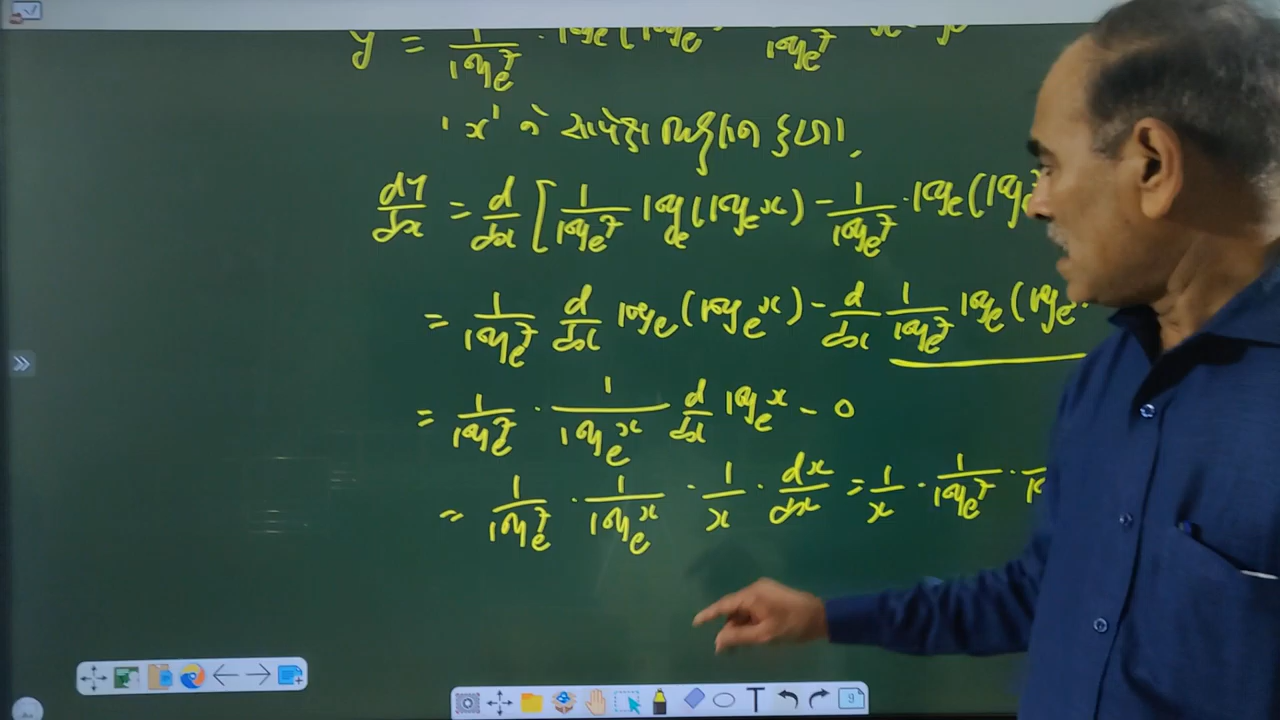 y = 1/log_e^7 · log_e(log_e
'x' ને સાપેક્ષ
dy/dx = d/dx [1/log_e^7 log_e(log_e^x) - 1/log_e^7 · log_e(log_e
= 1/log_e^7 d/dx log_e(log_e^x) - d/dx 1/log_e^7 log_e(log_e
= 1/log_e^7 · 1/log_e^x d/dx log_e^x - 0
= 1/log_e^7 · 1/log_e^x · 1/x · dx/dx = 1/x · 1/log_e^7 ·
T 9